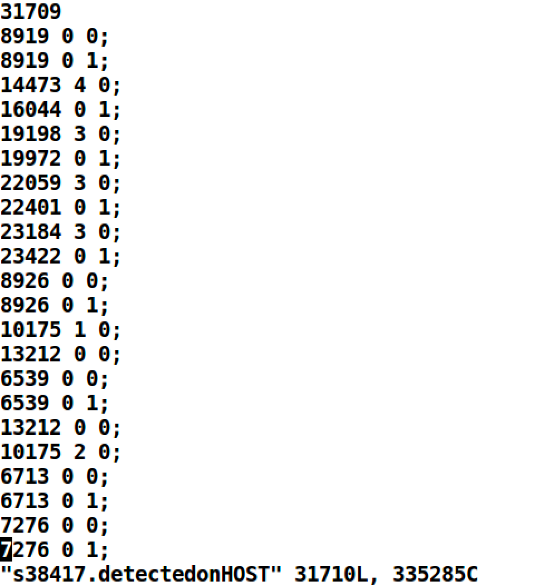 31709
8919 0 0;
8919 0 1;
14473 4 0;
16044 0 1;
19198 3 0;
19972 0 1;
22059 3 0;
22401 0 1;
23184 3 0;
23422 0 1;
8926 0 0;
8926 0 1;
10175 1 0;
13212 0 0;
6539 0 0;
6539 0 1;
13212 0 0;
10175 2 0;
6713 0 0;
6713 0 1;
7276 0 0;
7276 0 1;
"s38417.detectedonHOST" 31710L, 335285C